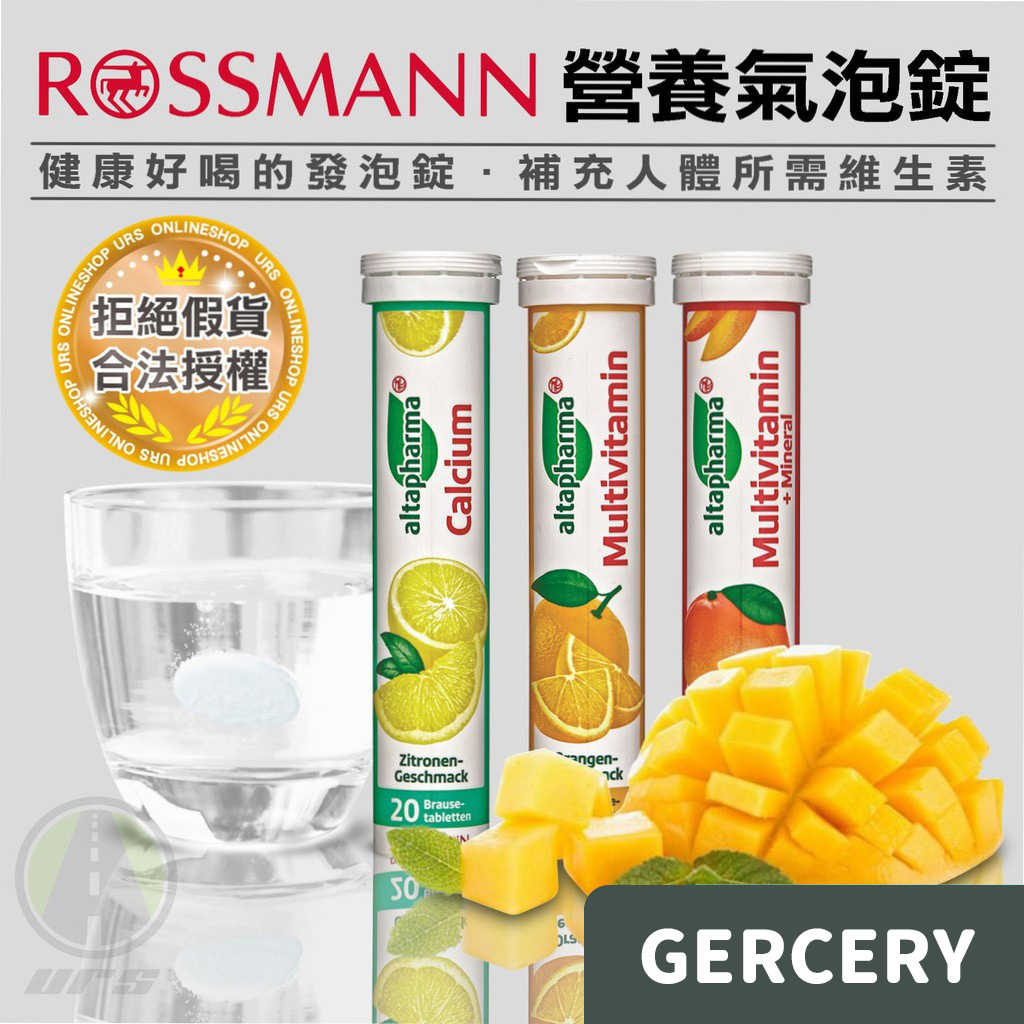 ROSSMANN 營養氣泡錠
健康好喝的發泡錠・補充人體所需維生素
URS ONLINESHOP URS ONLINESHOP URS ONLINESHOP URS ONLINESHOP
拒絕假貨
合法授權
altapharma
Calcium
Zitronen-
Geschmack
20 Brause-
tabletten
altapharma
Multivitamin
altapharma
Multivitamin
+ Mineral
urs
GERCERY